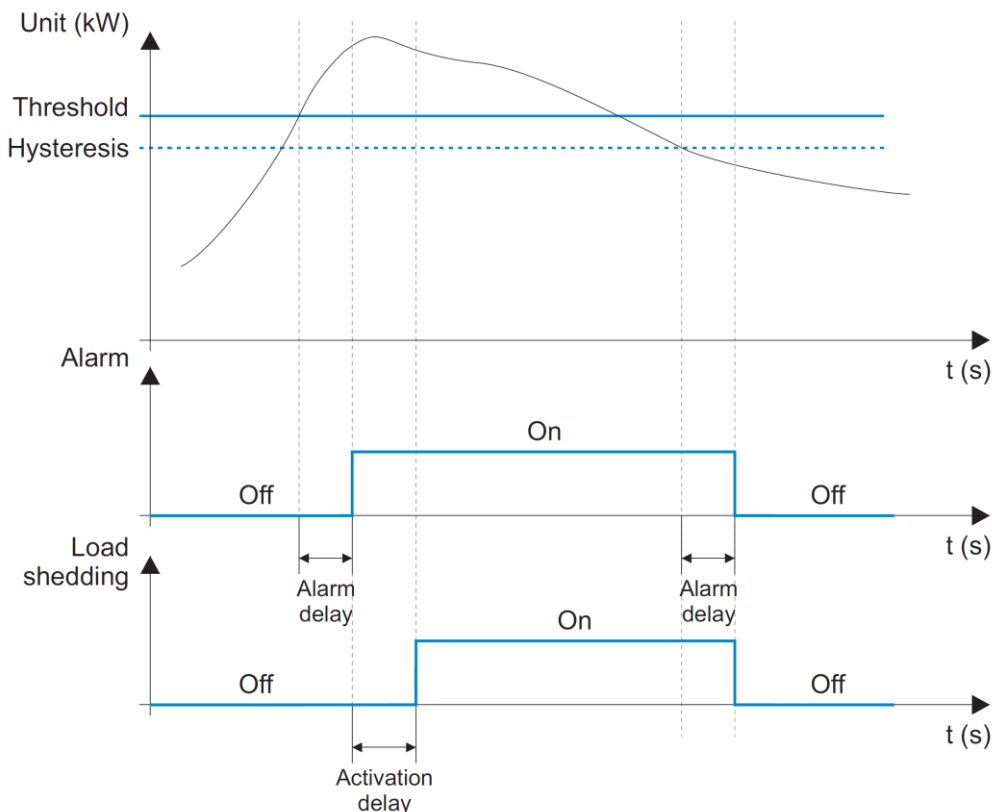 Unit (kW)
Threshold
Hysteresis
t (s)
Alarm
On
Off
Off
t (s)
Alarm
delay
Alarm
delay
Load
shedding
On
Off
Off
t (s)
Activation
delay